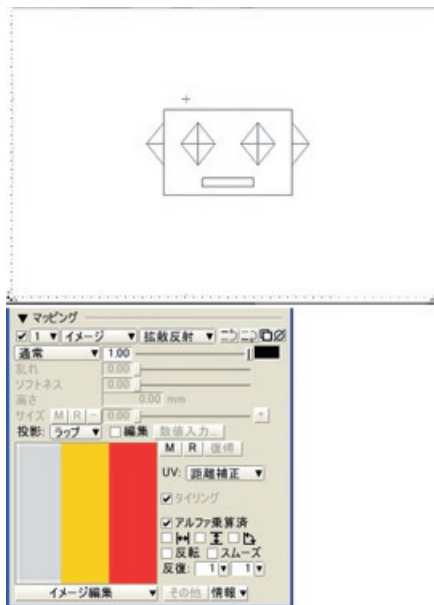 ▼ マッピング
1 ▼ イメージ ▼ 拡散反射 ▼
通常 ▼ 1.00
乱れ 0.00
ソフトネス 0.00
高さ 0.00 mm
サイズ M R − 0.00 +
投影: ラップ ▼ 編集 数値入力...
M R 復帰
UV: 距離補正 ▼
タイリング
アルファ乗算済
反転 スムーズ
反復: 1 ▼ 1 ▼
イメージ編集 ▼ その他 情報 ▼